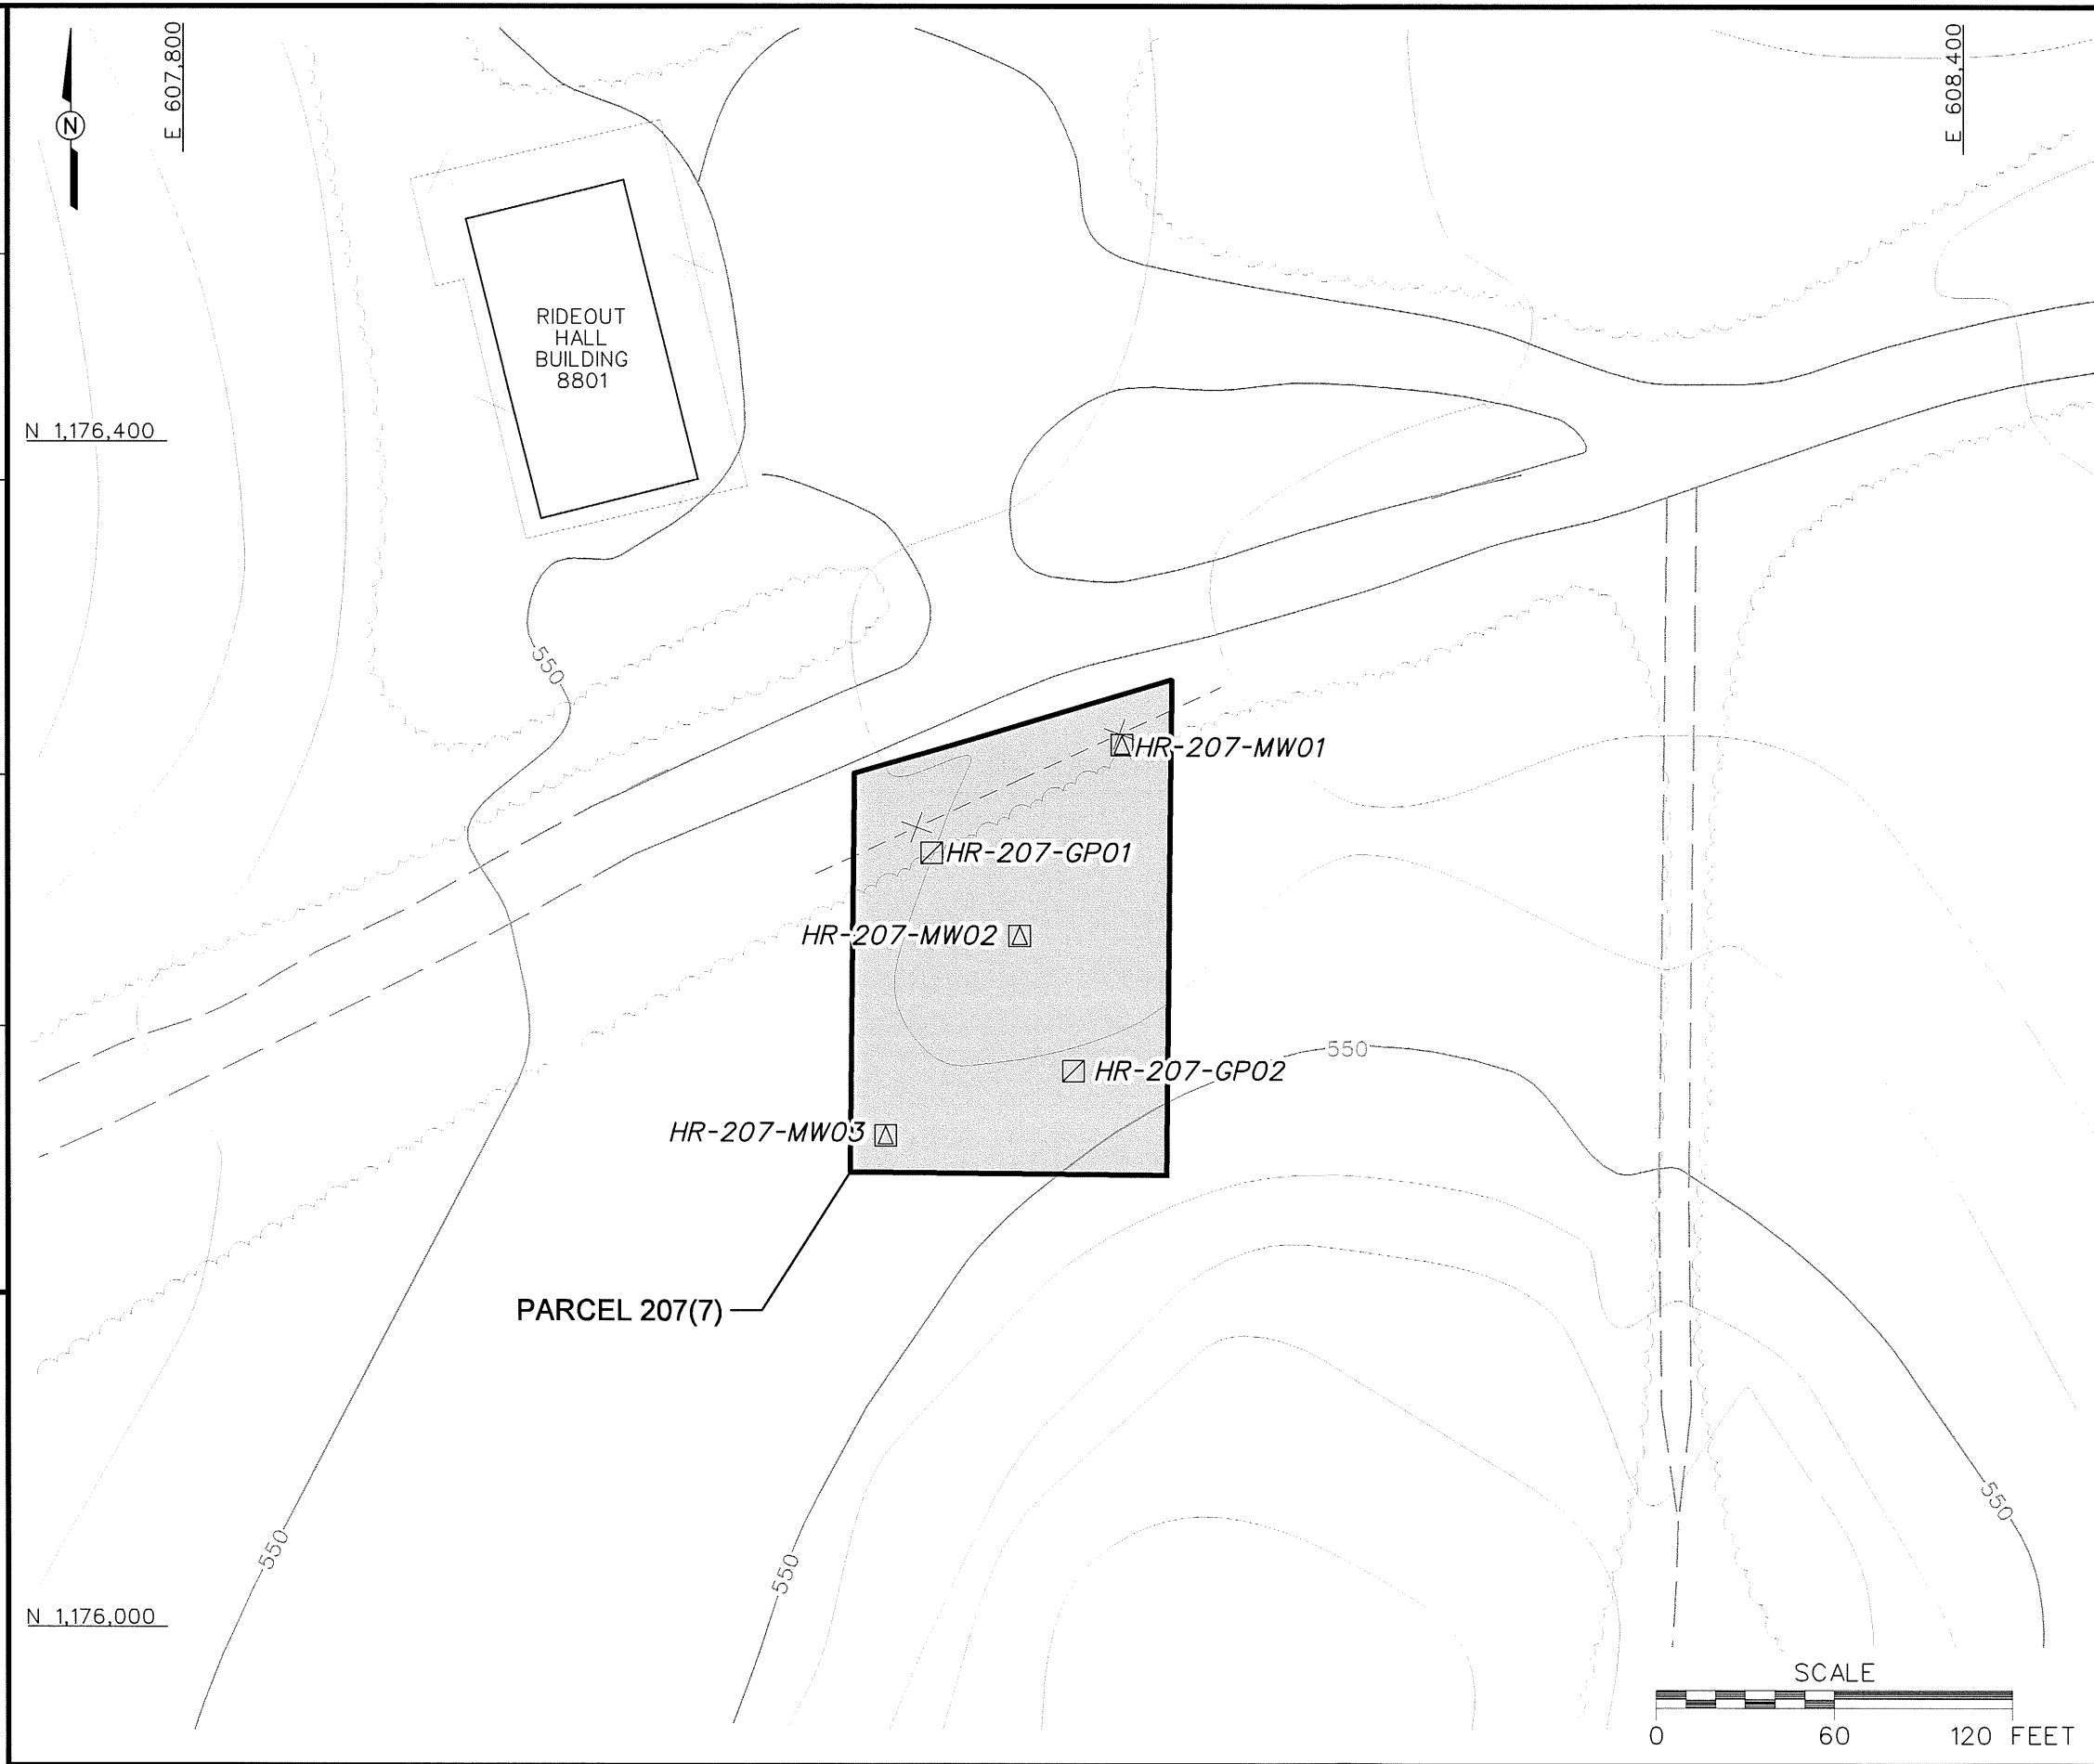 N
E 607,800
E 608,400
RIDEOUT
HALL
BUILDING
8801
N 1,176,400
550
HR-207-MW01
HR-207-GP01
HR-207-MW02
550
HR-207-GP02
HR-207-MW03
PARCEL 207(7)
550
550
550
N 1,176,000
SCALE
0 60 120 FEET